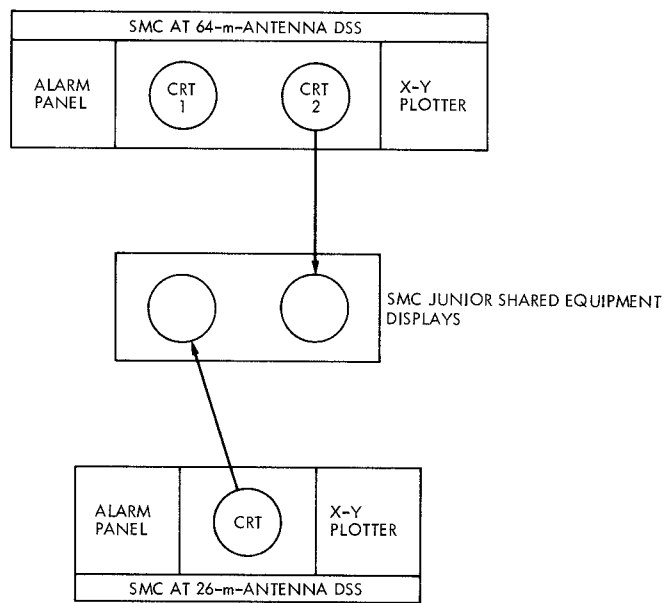 SMC AT 64-m-ANTENNA DSS
ALARM
PANEL
CRT
1
CRT
2
X-Y
PLOTTER
SMC JUNIOR SHARED EQUIPMENT
DISPLAYS
ALARM
PANEL
CRT
X-Y
PLOTTER
SMC AT 26-m-ANTENNA DSS